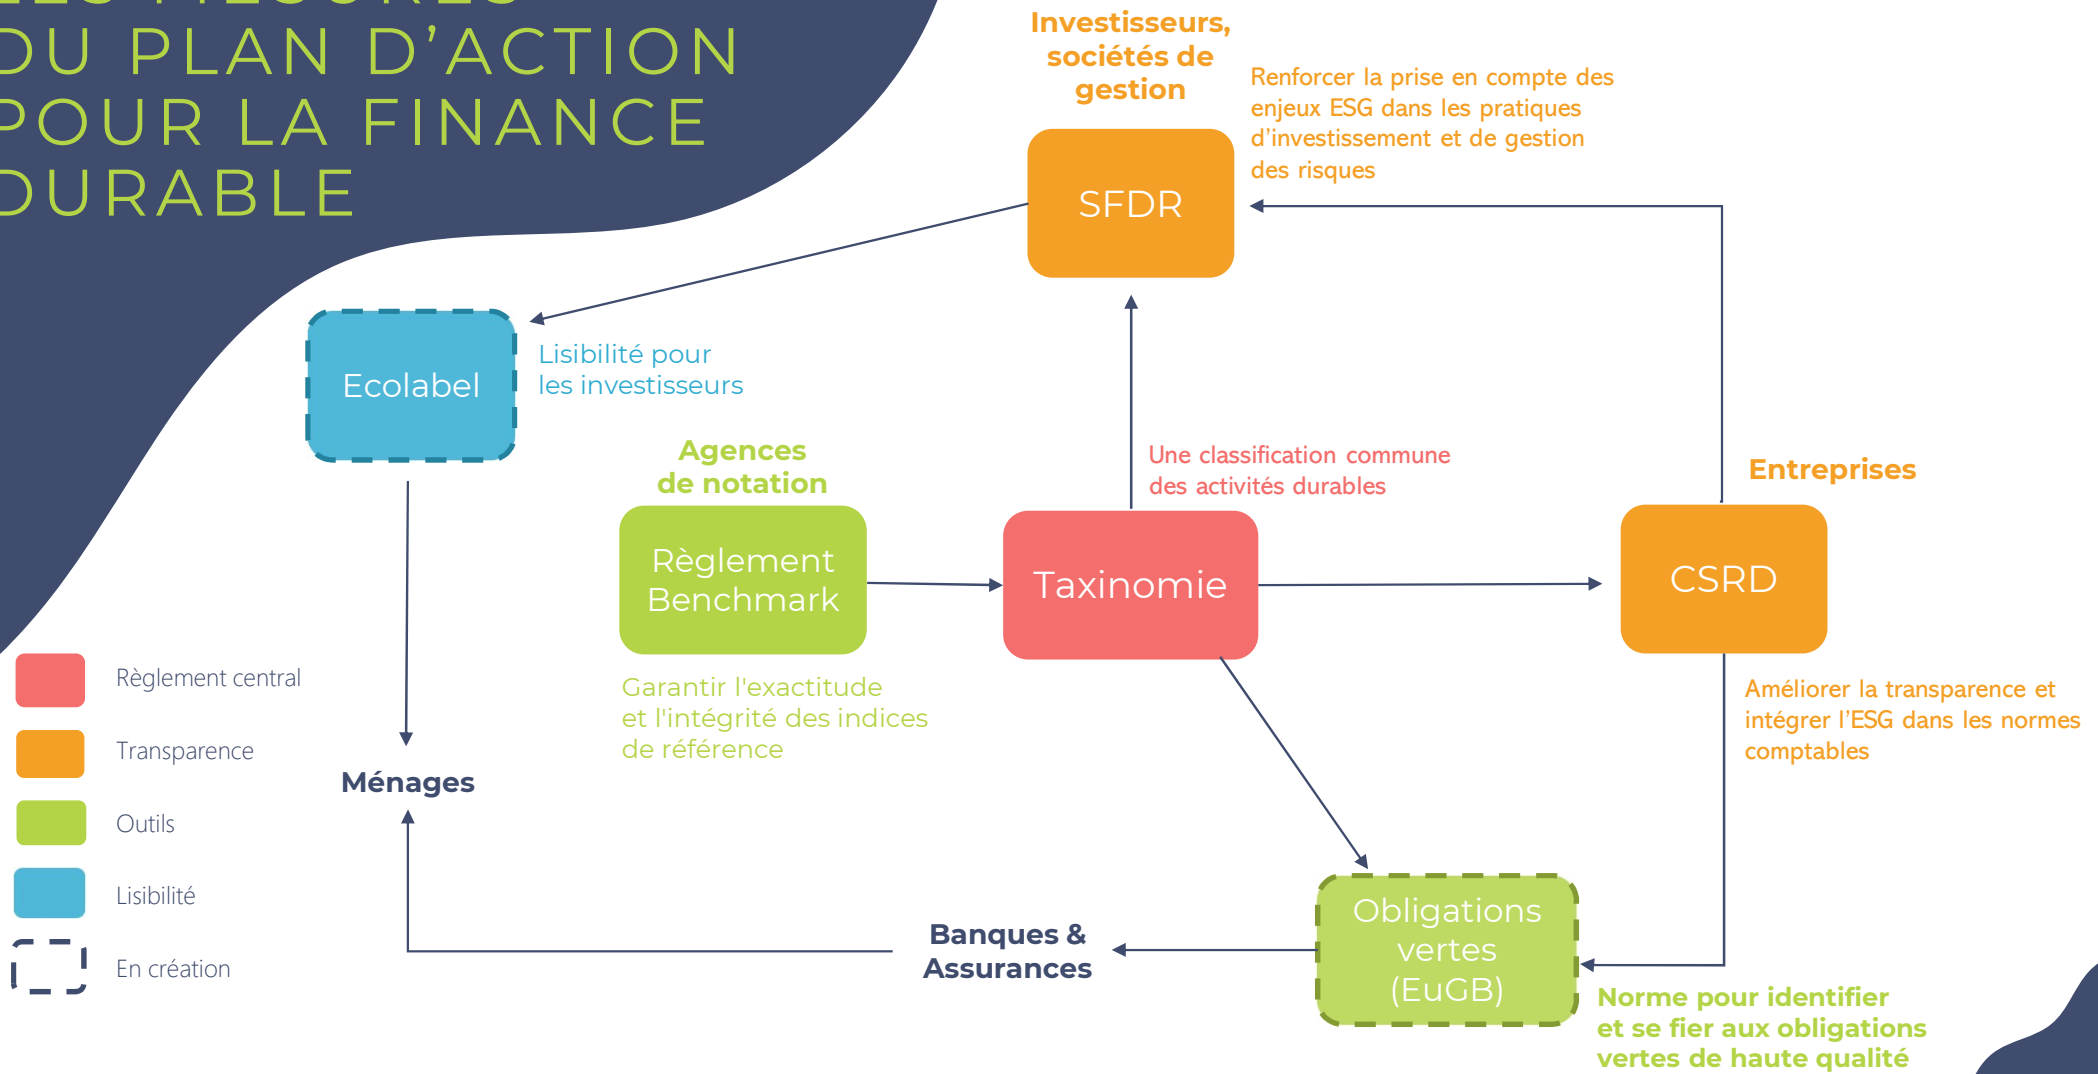 LES MESURES
DU PLAN D’ACTION
POUR LA FINANCE
DURABLE
Investisseurs,
sociétés de
gestion
Renforcer la prise en compte des
enjeux ESG dans les pratiques
d’investissement et de gestion
des risques
SFDR
Ecolabel
Lisibilité pour
les investisseurs
Agences
de notation
Règlement
Benchmark
Garantir l'exactitude
et l'intégrité des indices
de référence
Une classification commune
des activités durables
Taxinomie
Entreprises
CSRD
Améliorer la transparence et
intégrer l’ESG dans les normes
comptables
Règlement central
Transparence
Outils
Lisibilité
En création
Ménages
Banques &
Assurances
Obligations
vertes
(EuGB)
Norme pour identifier
et se fier aux obligations
vertes de haute qualité